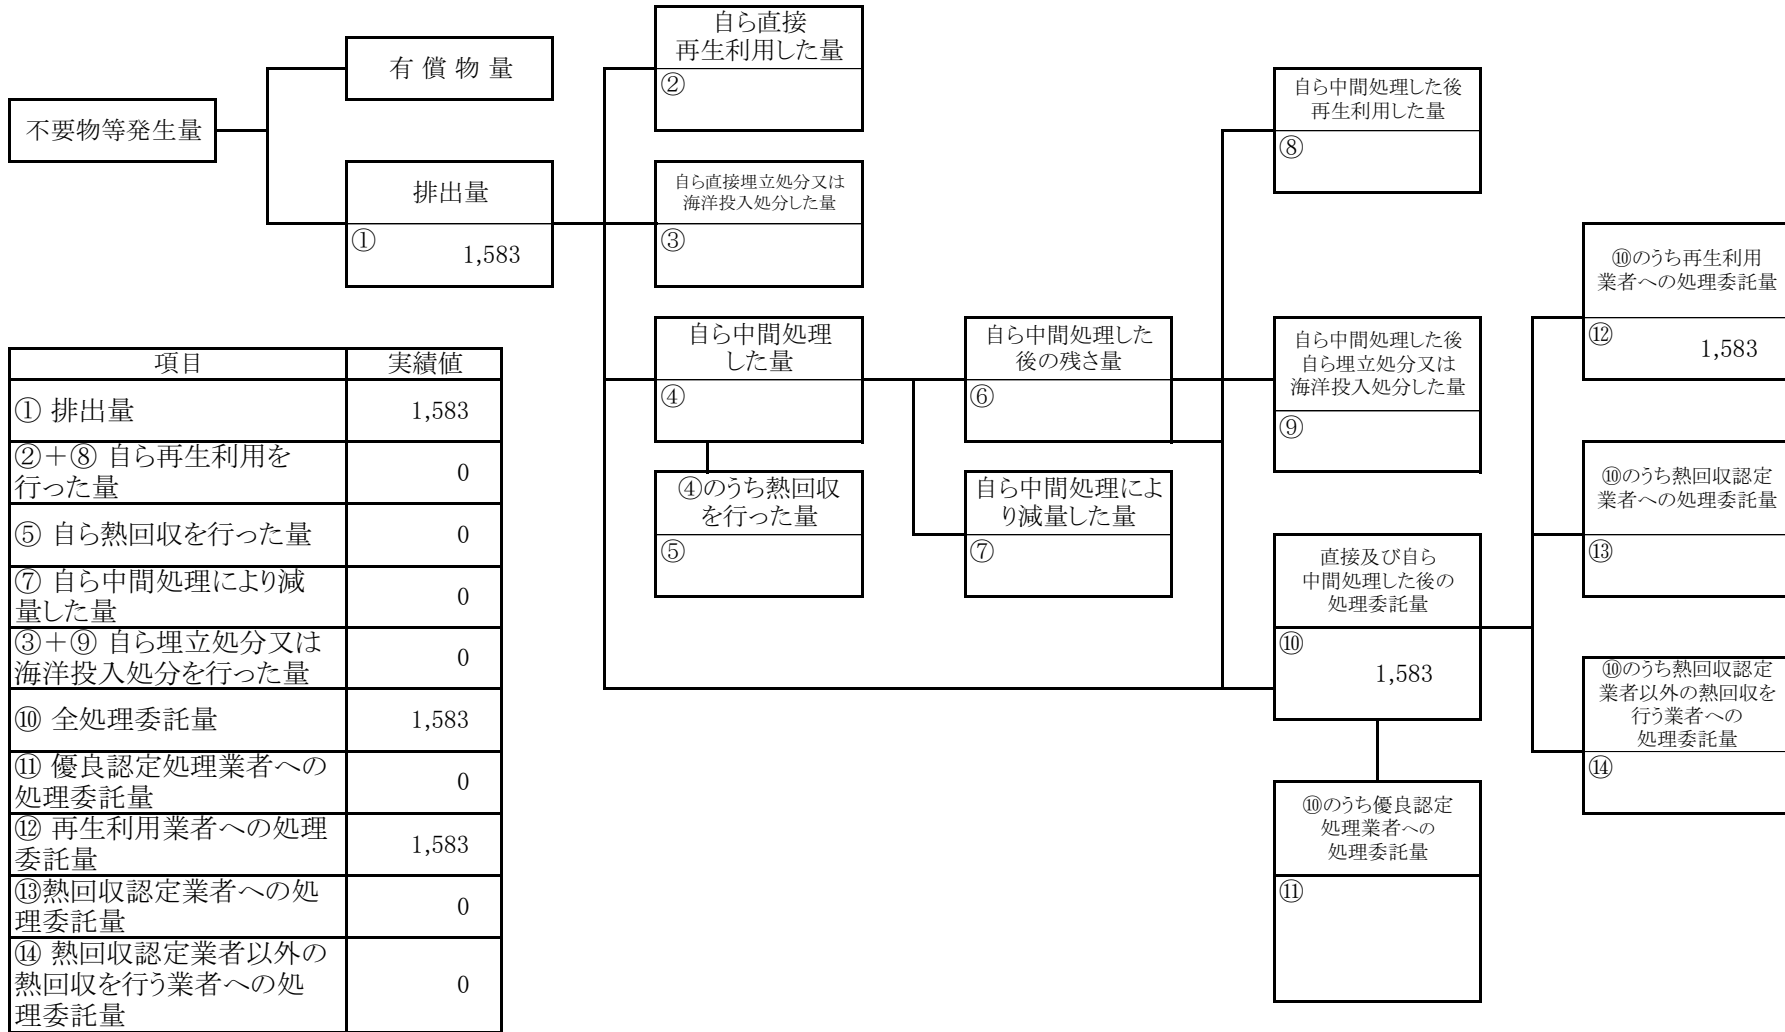 不要物等発生量
有 償 物 量
排出量
①
1,583
自ら直接
再生利用した量
②
自ら直接埋立処分又は
海洋投入処分した量
③
自ら中間処理
した量
④
④のうち熱回収
を行った量
⑤
自ら中間処理した
後の残さ量
⑥
自ら中間処理によ
り減量した量
⑦
自ら中間処理した後
再生利用した量
⑧
自ら中間処理した後
自ら埋立処分又は
海洋投入処分した量
⑨
直接及び自ら
中間処理した後の
処理委託量
⑩
1,583
⑩のうち優良認定
処理業者への
処理委託量
⑪
⑩のうち再生利用
業者への処理委託量
⑫
1,583
⑩のうち熱回収認定
業者への処理委託量
⑬
⑩のうち熱回収認定
業者以外の熱回収を
行う業者への
処理委託量
⑭
項目 実績値
① 排出量 1,583
②＋⑧ 自ら再生利用を
行った量 0
⑤ 自ら熱回収を行った量 0
⑦ 自ら中間処理により減
量した量 0
③＋⑨ 自ら埋立処分又は
海洋投入処分を行った量 0
⑩ 全処理委託量 1,583
⑪ 優良認定処理業者への
処理委託量 0
⑫ 再生利用業者への処理
委託量 1,583
⑬熱回収認定業者への処
理委託量 0
⑭ 熱回収認定業者以外の
熱回収を行う業者への処
理委託量 0